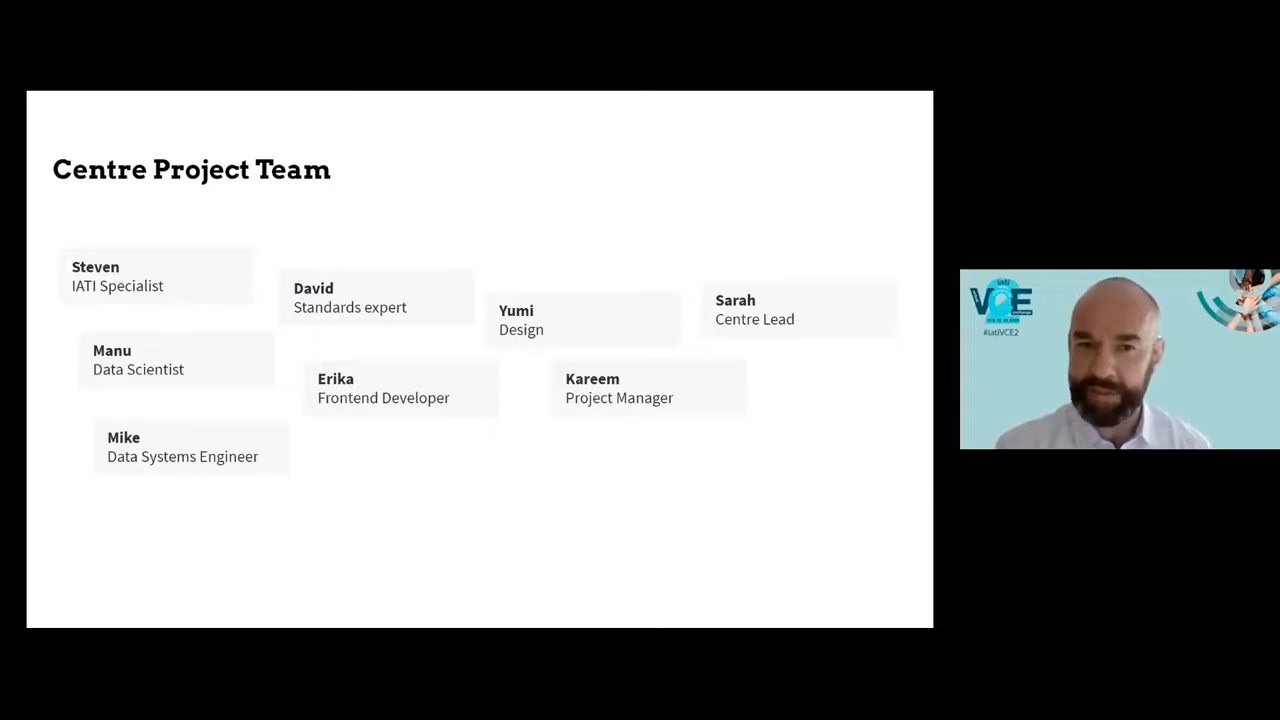 Centre Project Team
Steven
IATI Specialist
David
Standards expert
Yumi
Design
Sarah
Centre Lead
Manu
Data Scientist
Erika
Frontend Developer
Kareem
Project Manager
Mike
Data Systems Engineer
iati
VCE
#iatiVCE2